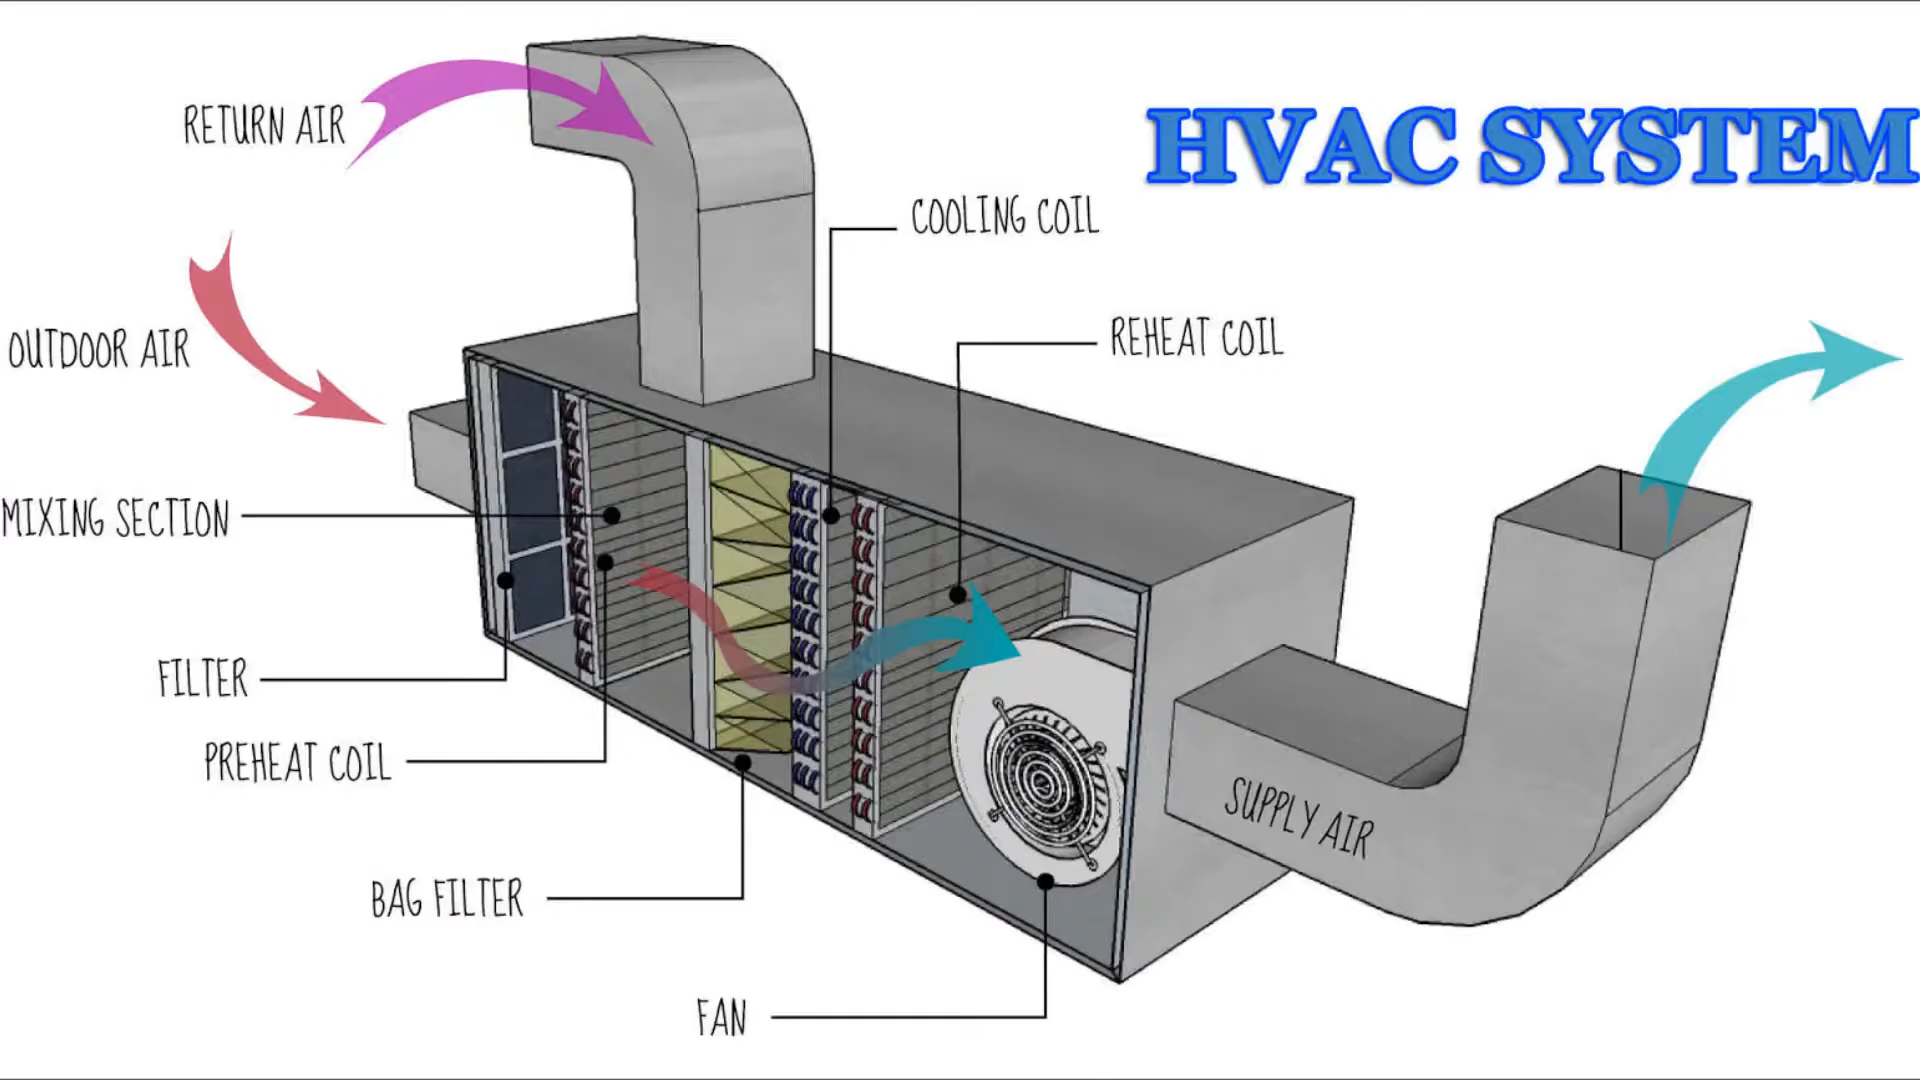 RETURN AIR
HVAC SYSTEM
COOLING COIL
OUTDOOR AIR
REHEAT COIL
MIXING SECTION
FILTER
PREHEAT COIL
SUPPLY AIR
BAG FILTER
FAN